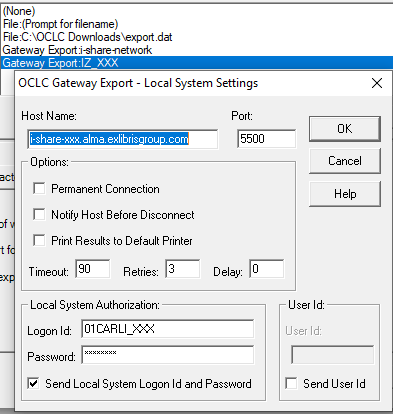 (None)
File:(Prompt for filename)
File:C:\OCLC Downloads\export.dat
Gateway Export:i-share-network
Gateway Export:IZ_XXX
OCLC Gateway Export - Local System Settings
Host Name:
Port:
i-share-xxx.alma.exlibrisgroup.com
5500
OK
Cancel
Help
Options:
Permanent Connection
Notify Host Before Disconnect
Print Results to Default Printer
Timeout: 90 Retries: 3 Delay: 0
Local System Authorization:
Logon Id: 01CARLI_XXX
Password: ********
Send Local System Logon Id and Password
User Id:
User Id:
Send User Id
acte
of w
rt fo
exp